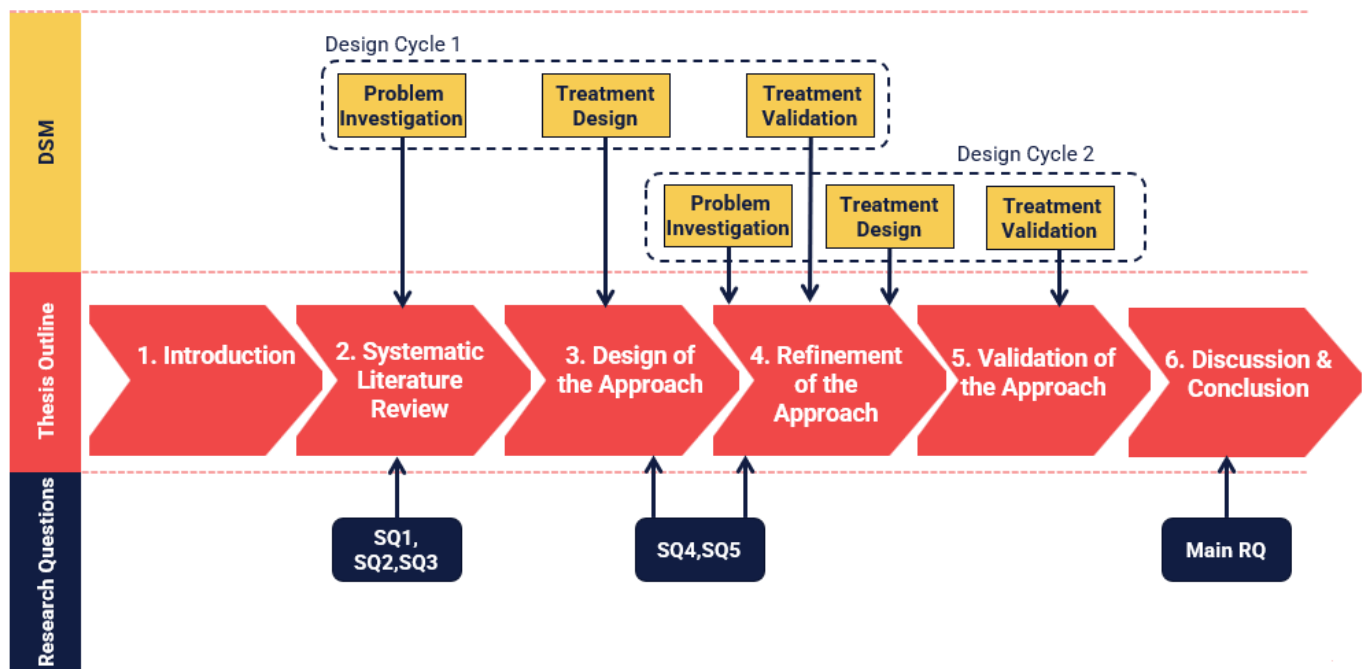 Design Cycle 1
Problem
Investigation
Treatment
Design
Treatment
Validation
DSM
Design Cycle 2
Problem
Investigation
Treatment
Design
Treatment
Validation
Thesis Outline
1. Introduction
2. Systematic
Literature
Review
3. Design of
the Approach
4. Refinement
of the
Approach
5. Validation of
the Approach
6. Discussion &
Conclusion
Research Questions
SQ1,
SQ2,SQ3
SQ4,SQ5
Main RQ